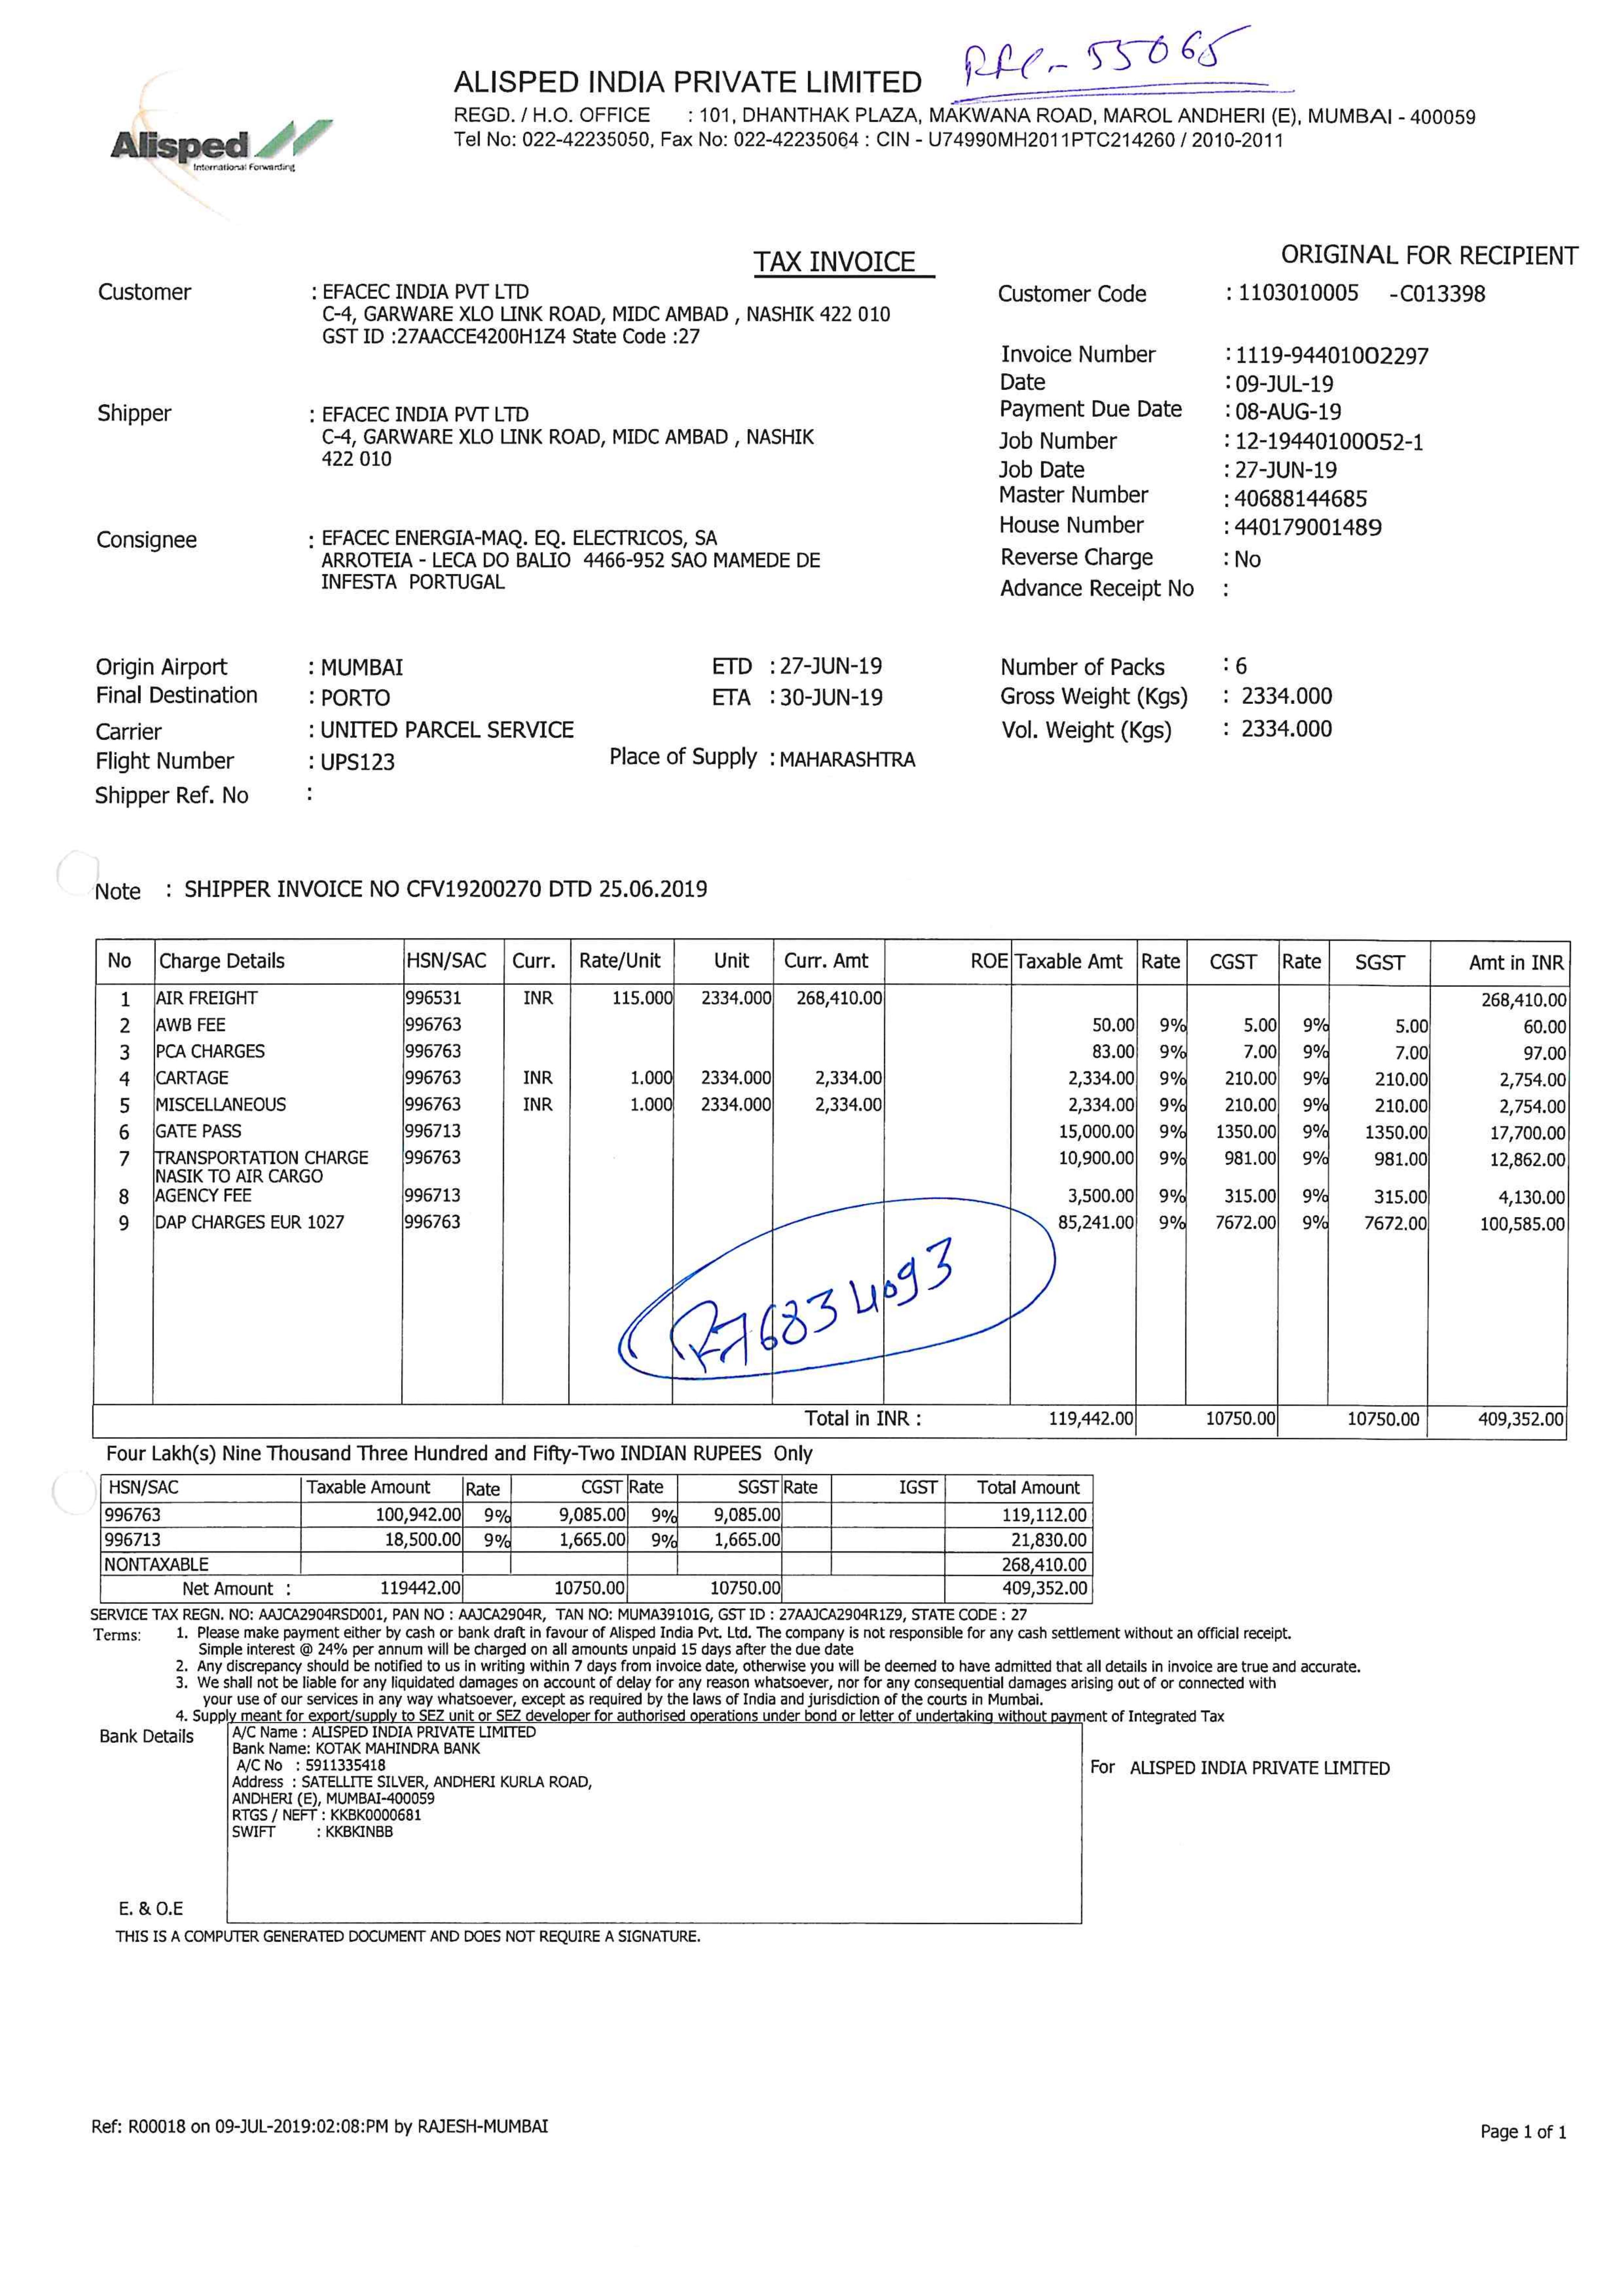 RFP- 55065
ALISPED INDIA PRIVATE LIMITED
REGD. / H.O. OFFICE : 101, DHANTHAK PLAZA, MAKWANA ROAD, MAROL ANDHERI (E), MUMBAI - 400059
Tel No: 022-42235050, Fax No: 022-42235064 : CIN - U74990MH2011PTC214260 / 2010-2011
Alisped
International Forwarding
TAX INVOICE
ORIGINAL FOR RECIPIENT
Customer : EFACEC INDIA PVT LTD
C-4, GARWARE XLO LINK ROAD, MIDC AMBAD , NASHIK 422 010
GST ID :27AACCE4200H1Z4 State Code :27
Customer Code : 1103010005 -C013398
Invoice Number : 1119-94401002297
Date : 09-JUL-19
Payment Due Date : 08-AUG-19
Job Number : 12-19440100052-1
Job Date : 27-JUN-19
Master Number : 40688144685
House Number : 440179001489
Reverse Charge : No
Advance Receipt No :
Shipper : EFACEC INDIA PVT LTD
C-4, GARWARE XLO LINK ROAD, MIDC AMBAD , NASHIK
422 010
Consignee : EFACEC ENERGIA-MAQ. EQ. ELECTRICOS, SA
ARROTEIA - LECA DO BALIO 4466-952 SAO MAMEDE DE
INFESTA PORTUGAL
Origin Airport : MUMBAI ETD : 27-JUN-19 Number of Packs : 6
Final Destination : PORTO ETA : 30-JUN-19 Gross Weight (Kgs) : 2334.000
Carrier : UNITED PARCEL SERVICE Vol. Weight (Kgs) : 2334.000
Flight Number : UPS123 Place of Supply : MAHARASHTRA
Shipper Ref. No :
Note : SHIPPER INVOICE NO CFV19200270 DTD 25.06.2019
No Charge Details HSN/SAC Curr. Rate/Unit Unit Curr. Amt ROE Taxable Amt Rate CGST Rate SGST Amt in INR
1 AIR FREIGHT 996531 INR 115.000 2334.000 268,410.00 268,410.00
2 AWB FEE 996763 50.00 9% 5.00 9% 5.00 60.00
3 PCA CHARGES 996763 83.00 9% 7.00 9% 7.00 97.00
4 CARTAGE 996763 INR 1.000 2334.000 2,334.00 2,334.00 9% 210.00 9% 210.00 2,754.00
5 MISCELLANEOUS 996763 INR 1.000 2334.000 2,334.00 2,334.00 9% 210.00 9% 210.00 2,754.00
6 GATE PASS 996713 15,000.00 9% 1350.00 9% 1350.00 17,700.00
7 TRANSPORTATION CHARGE 996763 10,900.00 9% 981.00 9% 981.00 12,862.00
NASIK TO AIR CARGO
8 AGENCY FEE 996713 3,500.00 9% 315.00 9% 315.00 4,130.00
9 DAP CHARGES EUR 1027 996763 85,241.00 9% 7672.00 9% 7672.00 100,585.00
Total in INR : 119,442.00 10750.00 10750.00 409,352.00
Four Lakh(s) Nine Thousand Three Hundred and Fifty-Two INDIAN RUPEES Only
HSN/SAC Taxable Amount Rate CGST Rate SGST Rate IGST Total Amount
996763 100,942.00 9% 9,085.00 9% 9,085.00 119,112.00
996713 18,500.00 9% 1,665.00 9% 1,665.00 21,830.00
NONTAXABLE 268,410.00
Net Amount : 119442.00 10750.00 10750.00 409,352.00
SERVICE TAX REGN. NO: AAJCA2904RSD001, PAN NO : AAJCA2904R, TAN NO: MUMA39101G, GST ID : 27AAJCA2904R1Z9, STATE CODE : 27
Terms: 1. Please make payment either by cash or bank draft in favour of Alisped India Pvt. Ltd. The company is not responsible for any cash settlement without an official receipt.
Simple interest @ 24% per annum will be charged on all amounts unpaid 15 days after the due date
2. Any discrepancy should be notified to us in writing within 7 days from invoice date, otherwise you will be deemed to have admitted that all details in invoice are true and accurate.
3. We shall not be liable for any liquidated damages on account of delay for any reason whatsoever, nor for any consequential damages arising out of or connected with
your use of our services in any way whatsoever, except as required by the laws of India and jurisdiction of the courts in Mumbai.
4. Supply meant for export/supply to SEZ unit or SEZ developer for authorised operations under bond or letter of undertaking without payment of Integrated Tax
Bank Details A/C Name : ALISPED INDIA PRIVATE LIMITED
Bank Name: KOTAK MAHINDRA BANK
A/C No : 5911335418
Address : SATELLITE SILVER, ANDHERI KURLA ROAD,
ANDHERI (E), MUMBAI-400059
RTGS / NEFT : KKBK0000681
SWIFT : KKBKINBB
For ALISPED INDIA PRIVATE LIMITED
E. & O.E
THIS IS A COMPUTER GENERATED DOCUMENT AND DOES NOT REQUIRE A SIGNATURE.
Ref: R00018 on 09-JUL-2019:02:08:PM by RAJESH-MUMBAI
Page 1 of 1